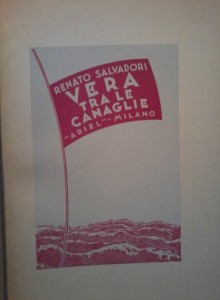 RENATO SALVADORI
VERA
TRA LE
CANAGLIE
"ARIEL" - MILANO